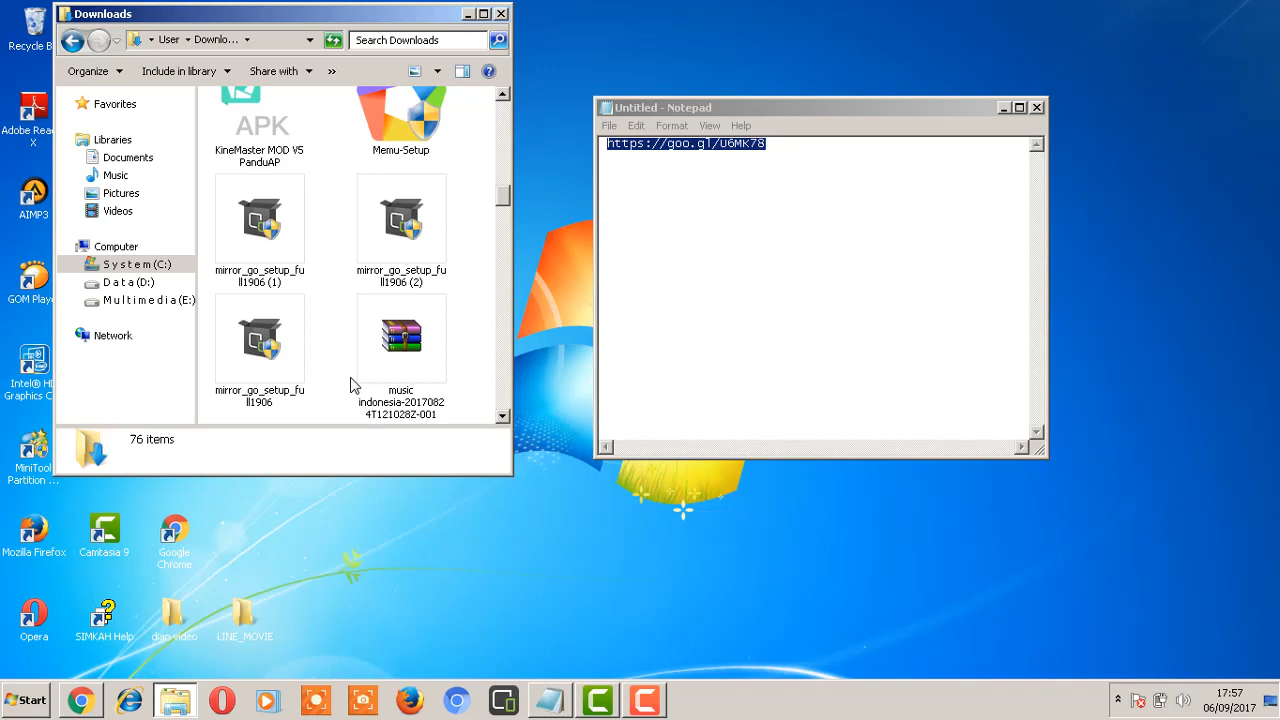 Downloads
User
Downlo...
Search Downloads
Organize
Include in library
Share with
»
Favorites
Libraries
Documents
Music
Pictures
Videos
Computer
System(C:)
Data(D:)
Multimedia(E:)
Network
APK
KineMaster MOD V5
PanduAP
Memu-Setup
mirror_go_setup_fu
ll1906 (1)
mirror_go_setup_fu
ll1906 (2)
mirror_go_setup_fu
ll1906
music
indonesia-2017082
4T121028Z-001
76 items
Untitled - Notepad
File Edit Format View Help
https://goo.gl/U6MK78
Recycle B
Adobe Rea
X
AIMP3
GOM Playe
Intel® HD
Graphics C
MiniTool
Partition ...
Mozilla Firefox
Camtasia 9
Google
Chrome
Opera
SIMKAH Help
dian video
LINE_MOVIE
Start
17:57
06/09/2017